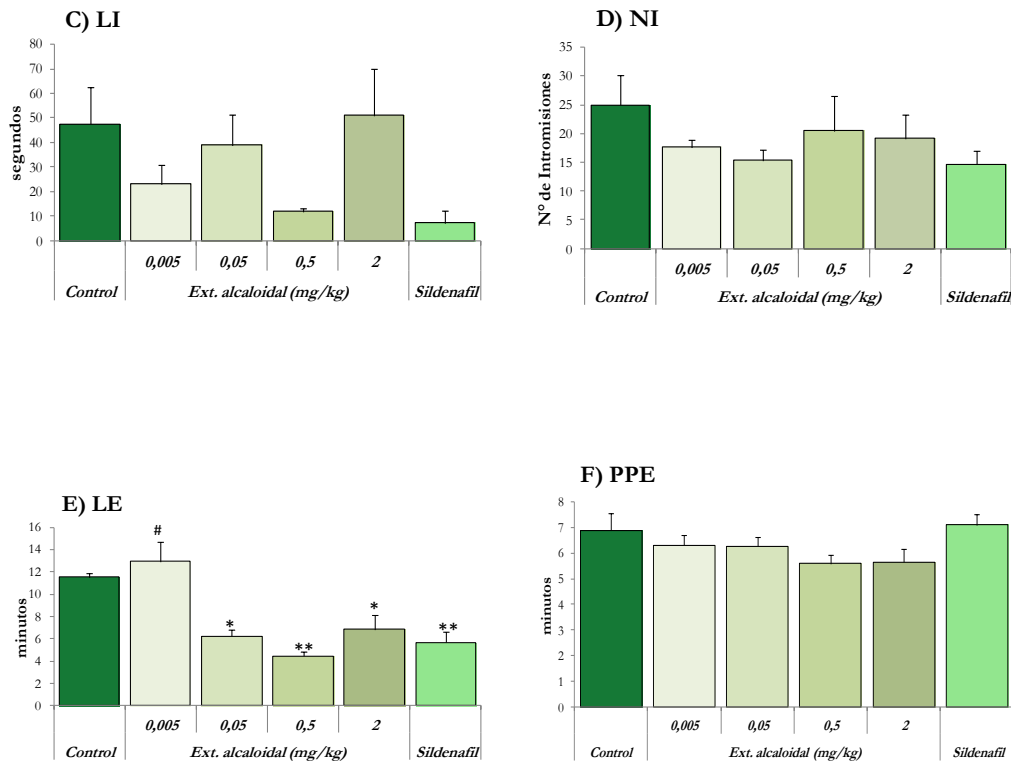 C) LI
segundos
80
70
60
50
40
30
20
10
0
0,005 0,05 0,5 2
Control Ext. alcaloidal (mg/kg) Sildenafil
D) NI
N° de Intromisiones
35
30
25
20
15
10
5
0
0,005 0,05 0,5 2
Control Ext. alcaloidal (mg/kg) Sildenafil
E) LE
minutos
16
14
12
10
8
6
4
2
0
# * ** * **
0,005 0,05 0,5 2
Control Ext. alcaloidal (mg/kg) Sildenafil
F) PPE
minutos
8
7
6
5
4
3
2
1
0
0,005 0,05 0,5 2
Control Ext. alcaloidal (mg/kg) Sildenafil